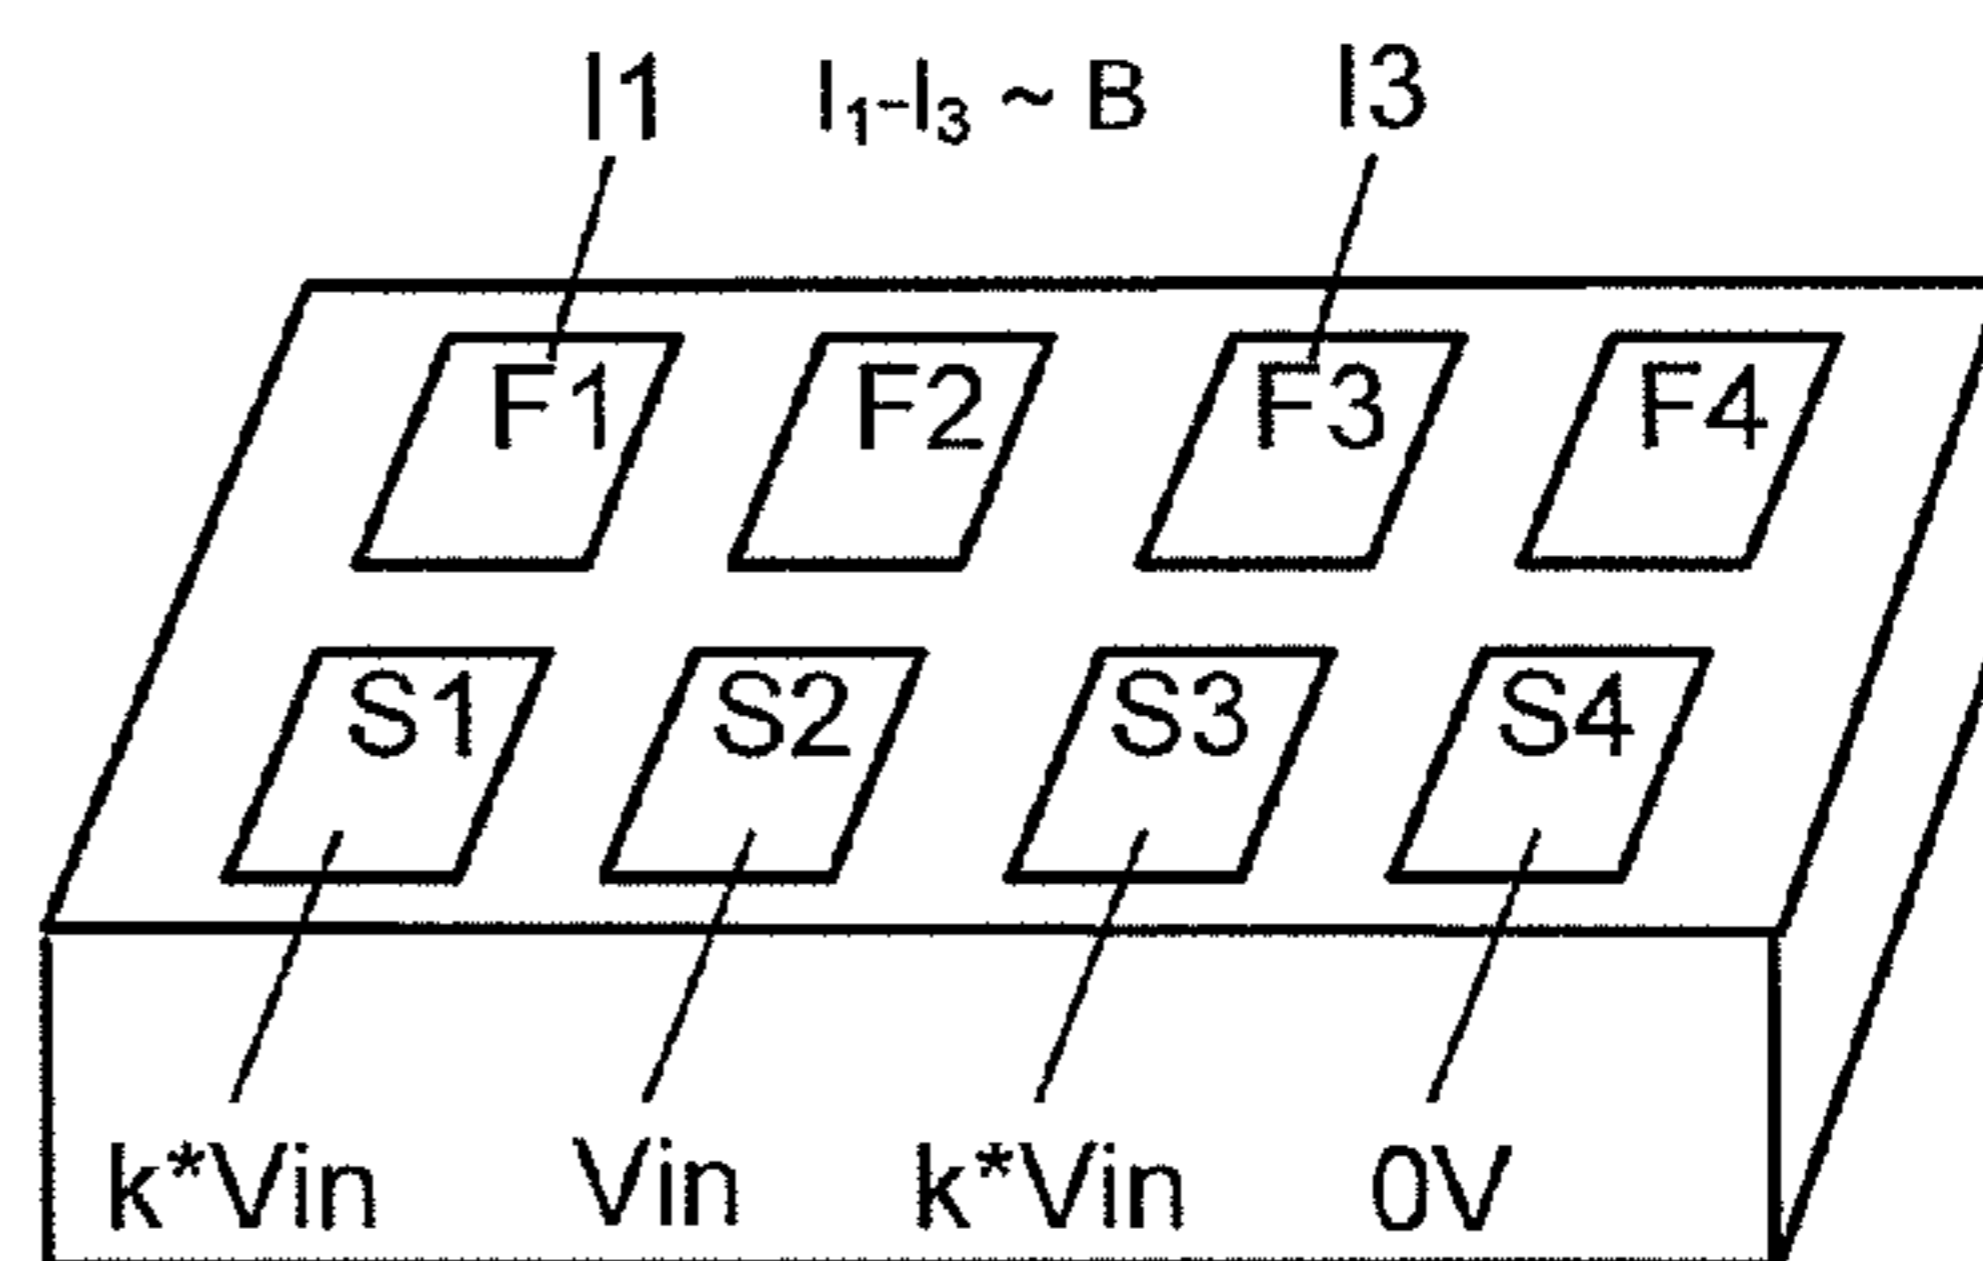 I1 I₁-I₃ ~ B I3
F1 F2 F3 F4
S1 S2 S3 S4
k*Vin Vin k*Vin 0V